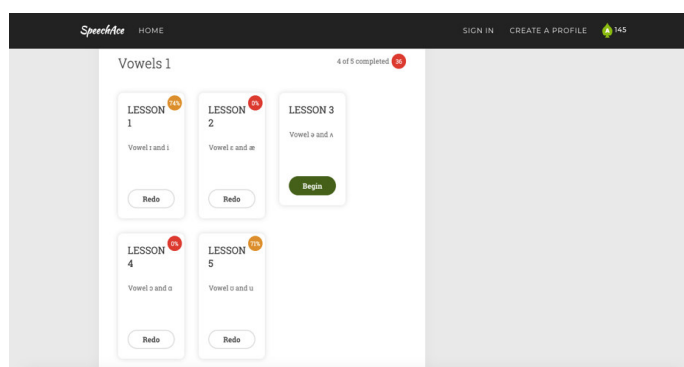 SpeechAce HOME SIGN IN CREATE A PROFILE A 145
Vowels 1 4 of 5 completed 36
LESSON 1 74%
Vowel ɪ and i
Redo
LESSON 2 0%
Vowel ɛ and æ
Redo
LESSON 3
Vowel ə and ʌ
Begin
LESSON 4 0%
Vowel ɔ and ɑ
Redo
LESSON 5 71%
Vowel ʊ and u
Redo